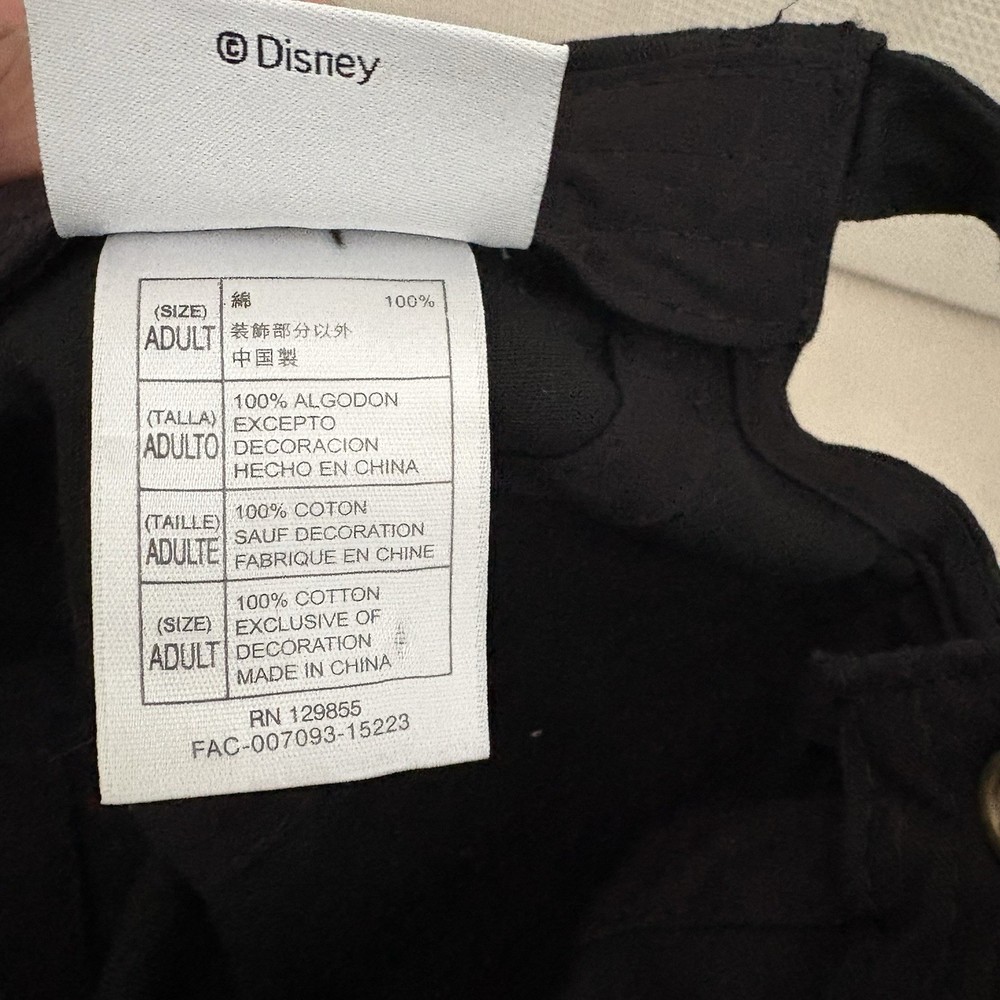 ©Disney
(SIZE)
ADULT
綿 100%
装飾部分以外
中国製
(TALLA)
ADULTO
100% ALGODON
EXCEPTO
DECORACION
HECHO EN CHINA
(TAILLE)
ADULTE
100% COTON
SAUF DECORATION
FABRIQUE EN CHINE
(SIZE)
ADULT
100% COTTON
EXCLUSIVE OF
DECORATION
MADE IN CHINA
RN 129855
FAC-007093-15223